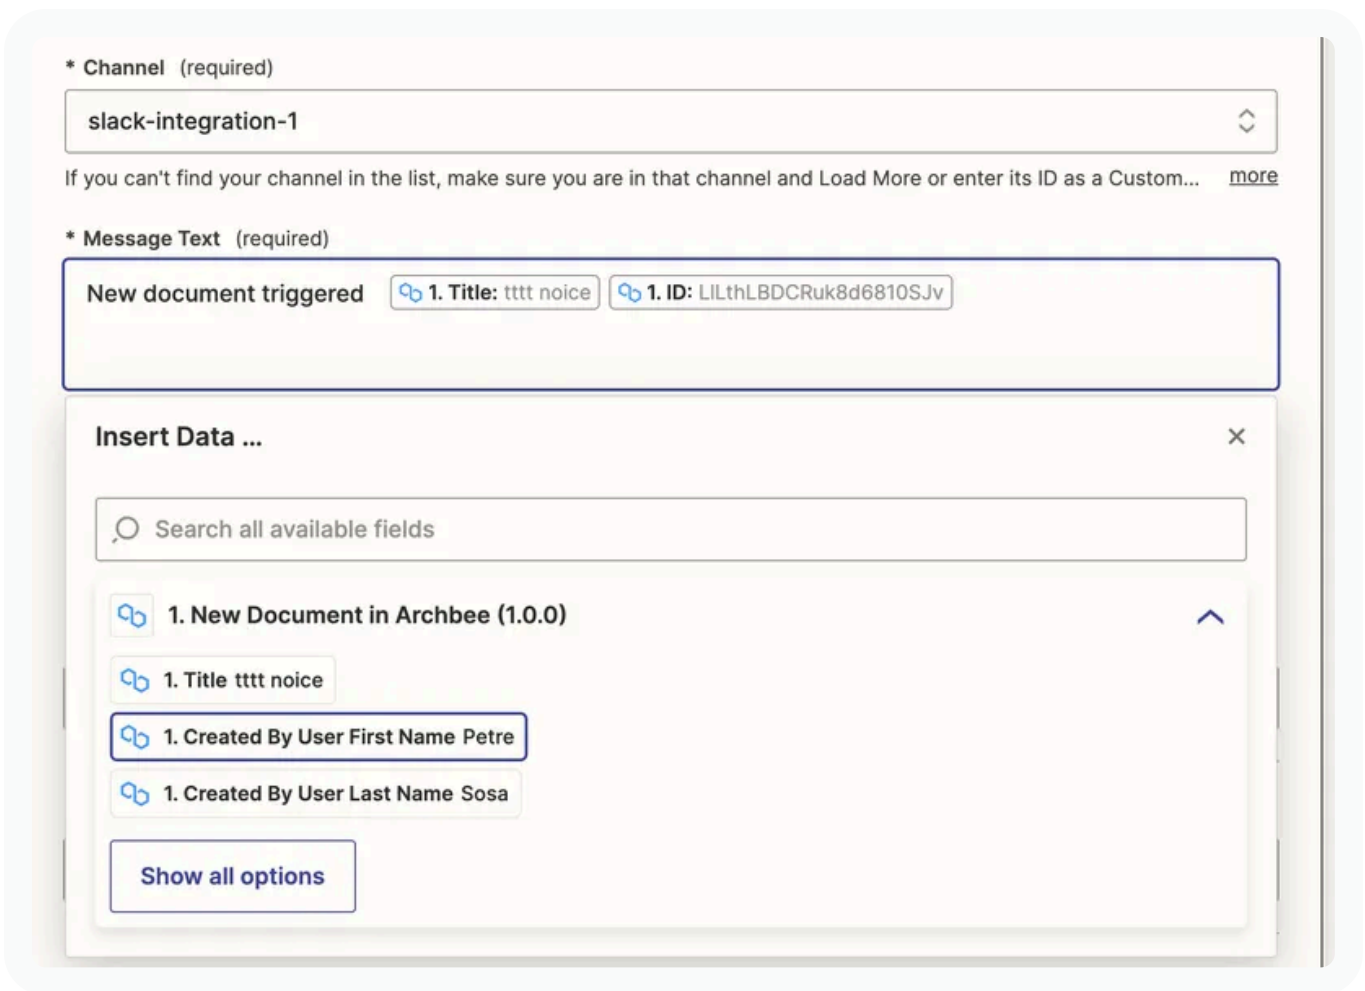 * Channel (required)
slack-integration-1
If you can't find your channel in the list, make sure you are in that channel and Load More or enter its ID as a Custom... more
* Message Text (required)
New document triggered 1. Title: tttt noice 1. ID: LILthLBDCRuk8d6810SJv
Insert Data ...
Search all available fields
1. New Document in Archbee (1.0.0)
1. Title tttt noice
1. Created By User First Name Petre
1. Created By User Last Name Sosa
Show all options